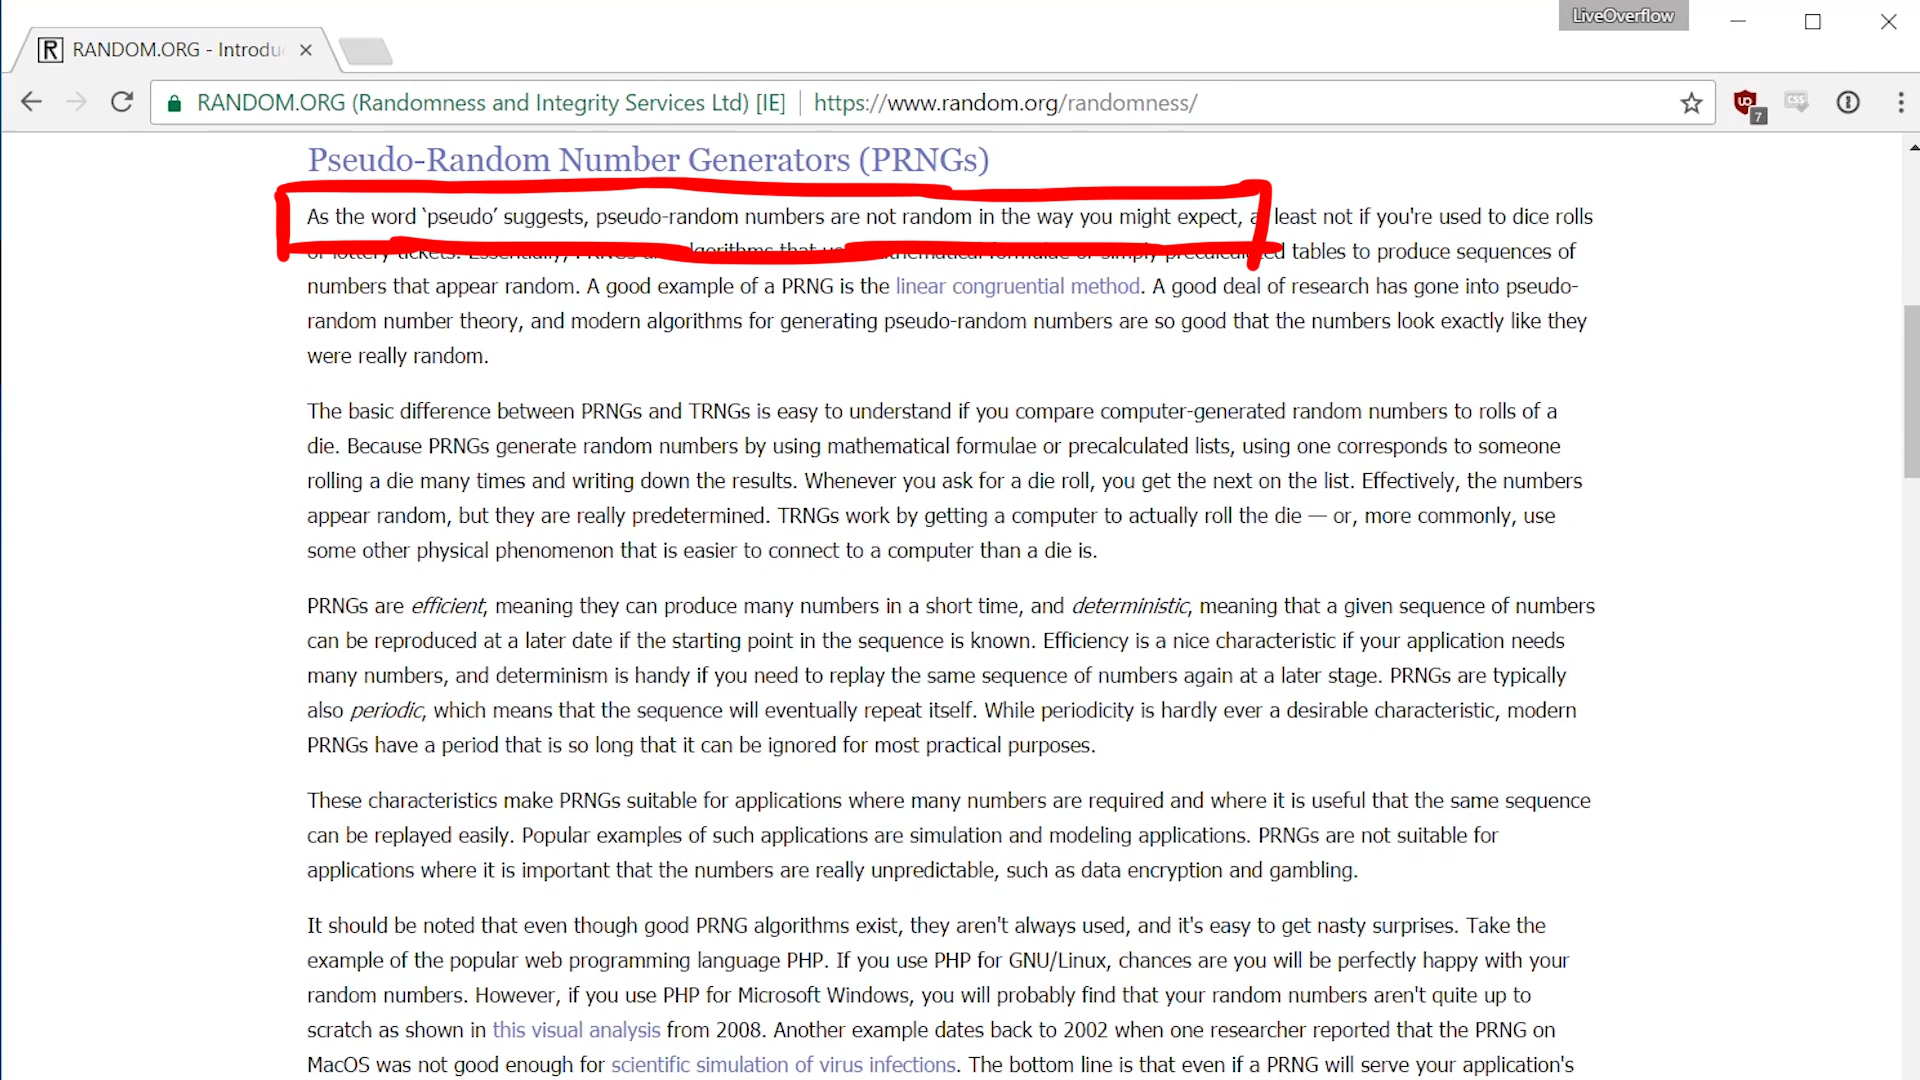 LiveOverflow
RANDOM.ORG - Introdu
RANDOM.ORG (Randomness and Integrity Services Ltd) [IE] https://www.random.org/randomness/
7
Pseudo-Random Number Generators (PRNGs)
As the word ‵pseudo′ suggests, pseudo-random numbers are not random in the way you might expect, least not if you're used to dice rolls
algorithms that tables to produce sequences of
numbers that appear random. A good example of a PRNG is the linear congruential method. A good deal of research has gone into pseudo-
random number theory, and modern algorithms for generating pseudo-random numbers are so good that the numbers look exactly like they
were really random.
The basic difference between PRNGs and TRNGs is easy to understand if you compare computer-generated random numbers to rolls of a
die. Because PRNGs generate random numbers by using mathematical formulae or precalculated lists, using one corresponds to someone
rolling a die many times and writing down the results. Whenever you ask for a die roll, you get the next on the list. Effectively, the numbers
appear random, but they are really predetermined. TRNGs work by getting a computer to actually roll the die — or, more commonly, use
some other physical phenomenon that is easier to connect to a computer than a die is.
PRNGs are efficient, meaning they can produce many numbers in a short time, and deterministic, meaning that a given sequence of numbers
can be reproduced at a later date if the starting point in the sequence is known. Efficiency is a nice characteristic if your application needs
many numbers, and determinism is handy if you need to replay the same sequence of numbers again at a later stage. PRNGs are typically
also periodic, which means that the sequence will eventually repeat itself. While periodicity is hardly ever a desirable characteristic, modern
PRNGs have a period that is so long that it can be ignored for most practical purposes.
These characteristics make PRNGs suitable for applications where many numbers are required and where it is useful that the same sequence
can be replayed easily. Popular examples of such applications are simulation and modeling applications. PRNGs are not suitable for
applications where it is important that the numbers are really unpredictable, such as data encryption and gambling.
It should be noted that even though good PRNG algorithms exist, they aren't always used, and it's easy to get nasty surprises. Take the
example of the popular web programming language PHP. If you use PHP for GNU/Linux, chances are you will be perfectly happy with your
random numbers. However, if you use PHP for Microsoft Windows, you will probably find that your random numbers aren't quite up to
scratch as shown in this visual analysis from 2008. Another example dates back to 2002 when one researcher reported that the PRNG on
MacOS was not good enough for scientific simulation of virus infections. The bottom line is that even if a PRNG will serve your application's